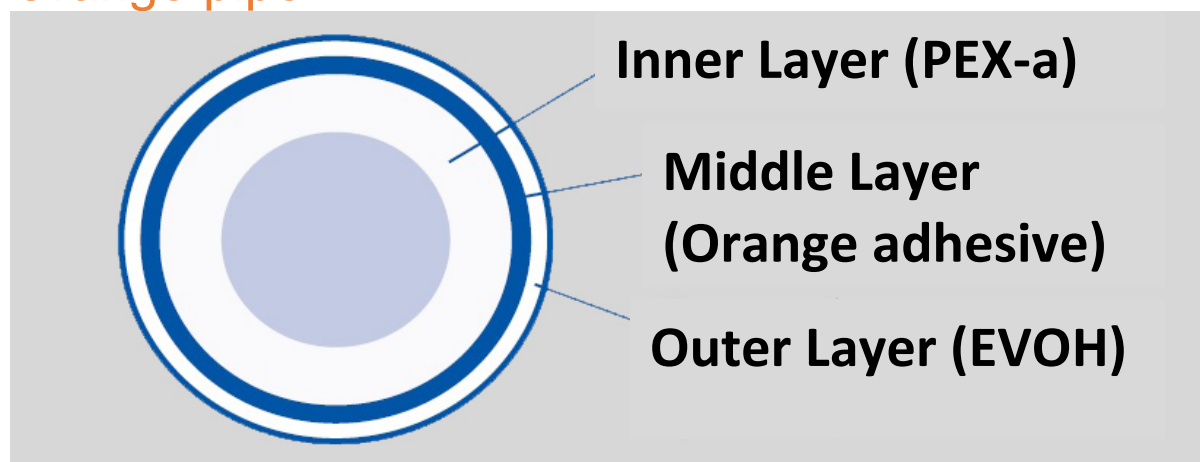 Inner Layer (PEX-a)
Middle Layer
(Orange adhesive)
Outer Layer (EVOH)